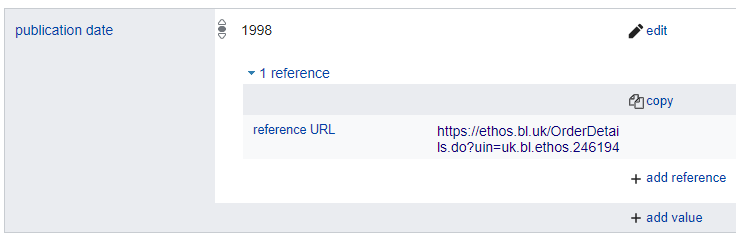 publication date
1998
edit
1 reference
copy
reference URL
https://ethos.bl.uk/OrderDetai
ls.do?uin=uk.bl.ethos.246194
+ add reference
+ add value